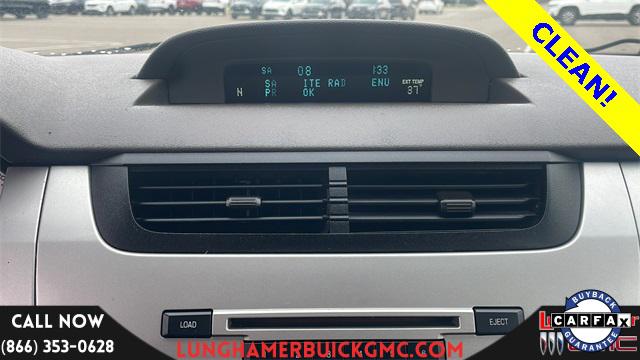 CLEAN!
SA 08 133
SA ITE RAD ENU EXT TEMP
N PR OK 37°
LOAD
EJECT
CALL NOW
(866) 353-0628
LUNGHAMERBUICKGMC.COM
BUYBACK
CARFAX
GUARANTEE